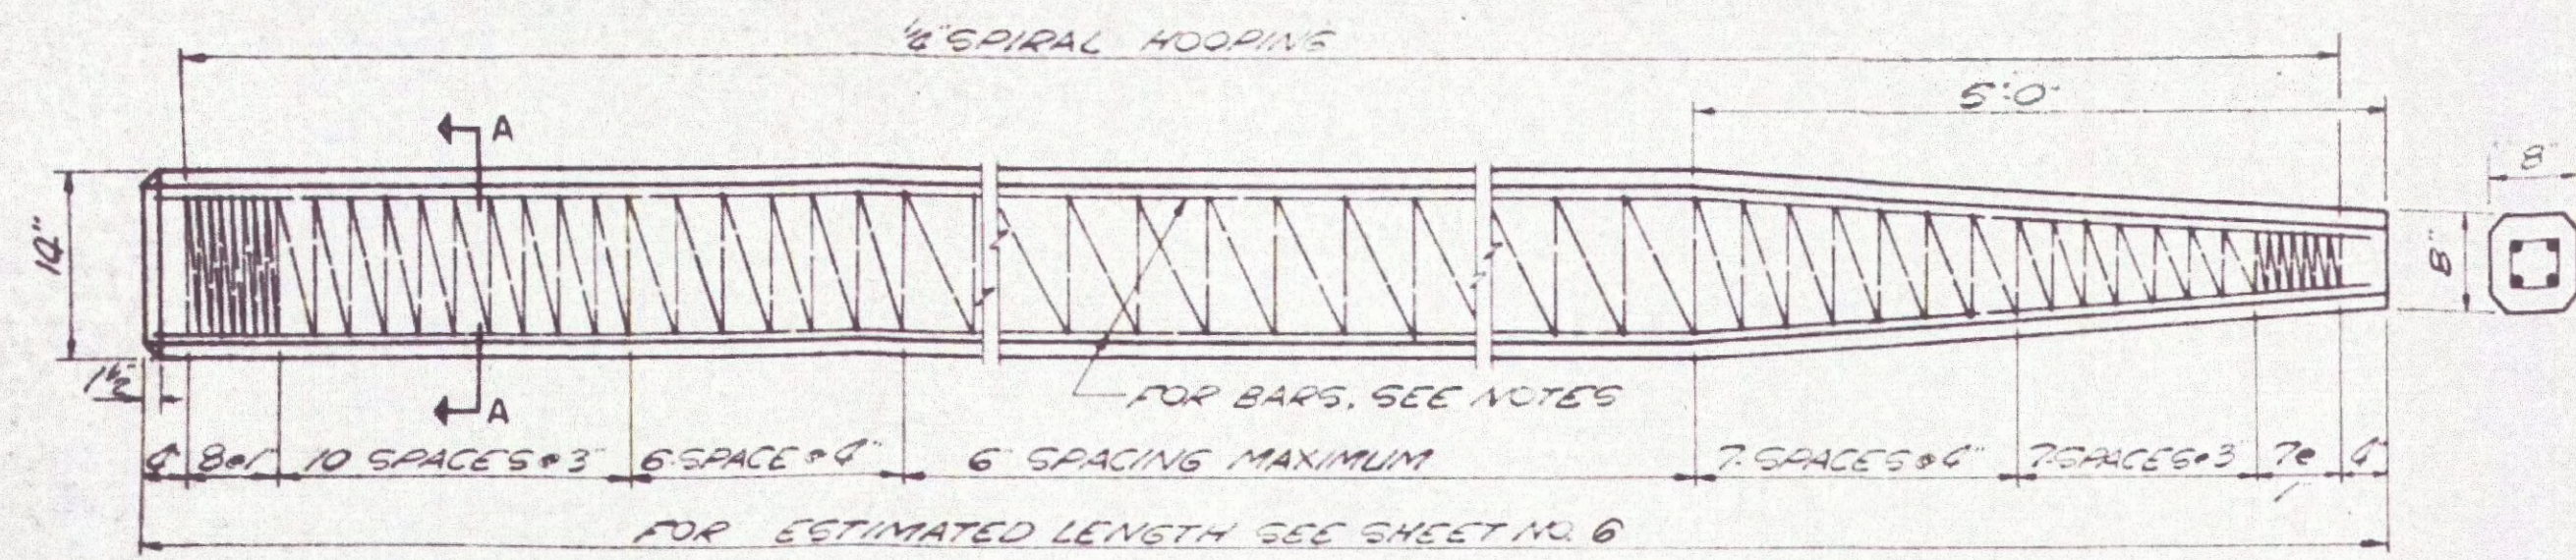 ¼" SPIRAL HOOPING
5'-0"
A
8"
14"
8"
1½"
FOR BARS, SEE NOTES
A
4" 8@1" 10 SPACES@3" 6 SPACE@4" 6" SPACING MAXIMUM 7 SPACES@4" 7 SPACES@3" 7@1" 4"
FOR ESTIMATED LENGTH SEE SHEET NO. 6